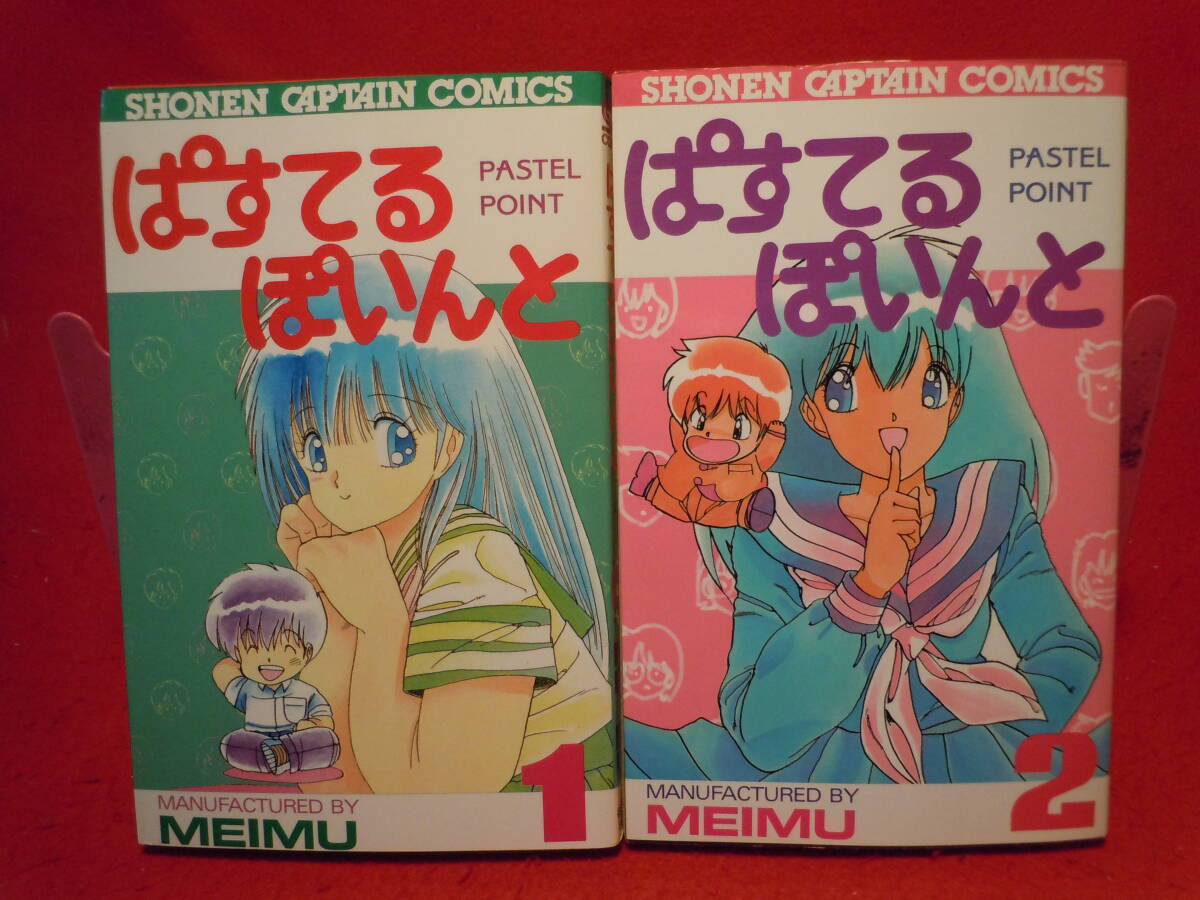 SHONEN CAPTAIN COMICS
ぱすてる
ぽいんと
PASTEL
POINT
MANUFACTURED BY
MEIMU
1
SHONEN CAPTAIN COMICS
ぱすてる
ぽいんと
PASTEL
POINT
MANUFACTURED BY
MEIMU
2